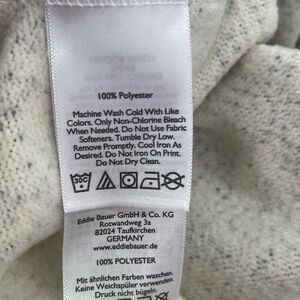 100% Polyester
Machine Wash Cold With Like
Colors. Only Non-Chlorine Bleach
When Needed. Do Not Use Fabric
Softeners. Tumble Dry Low.
Remove Promptly. Cool Iron As
Desired. Do Not Iron On Print.
Do Not Dry Clean.
30C
Eddie Bauer GmbH & Co. KG
Rotwandweg 3a
82024 Taufkirchen
GERMANY
www.eddiebauer.de
100% POLYESTER
Mit ähnlichen Farben waschen.
Keine Weichspüler verwenden.
Druck nicht bügeln.